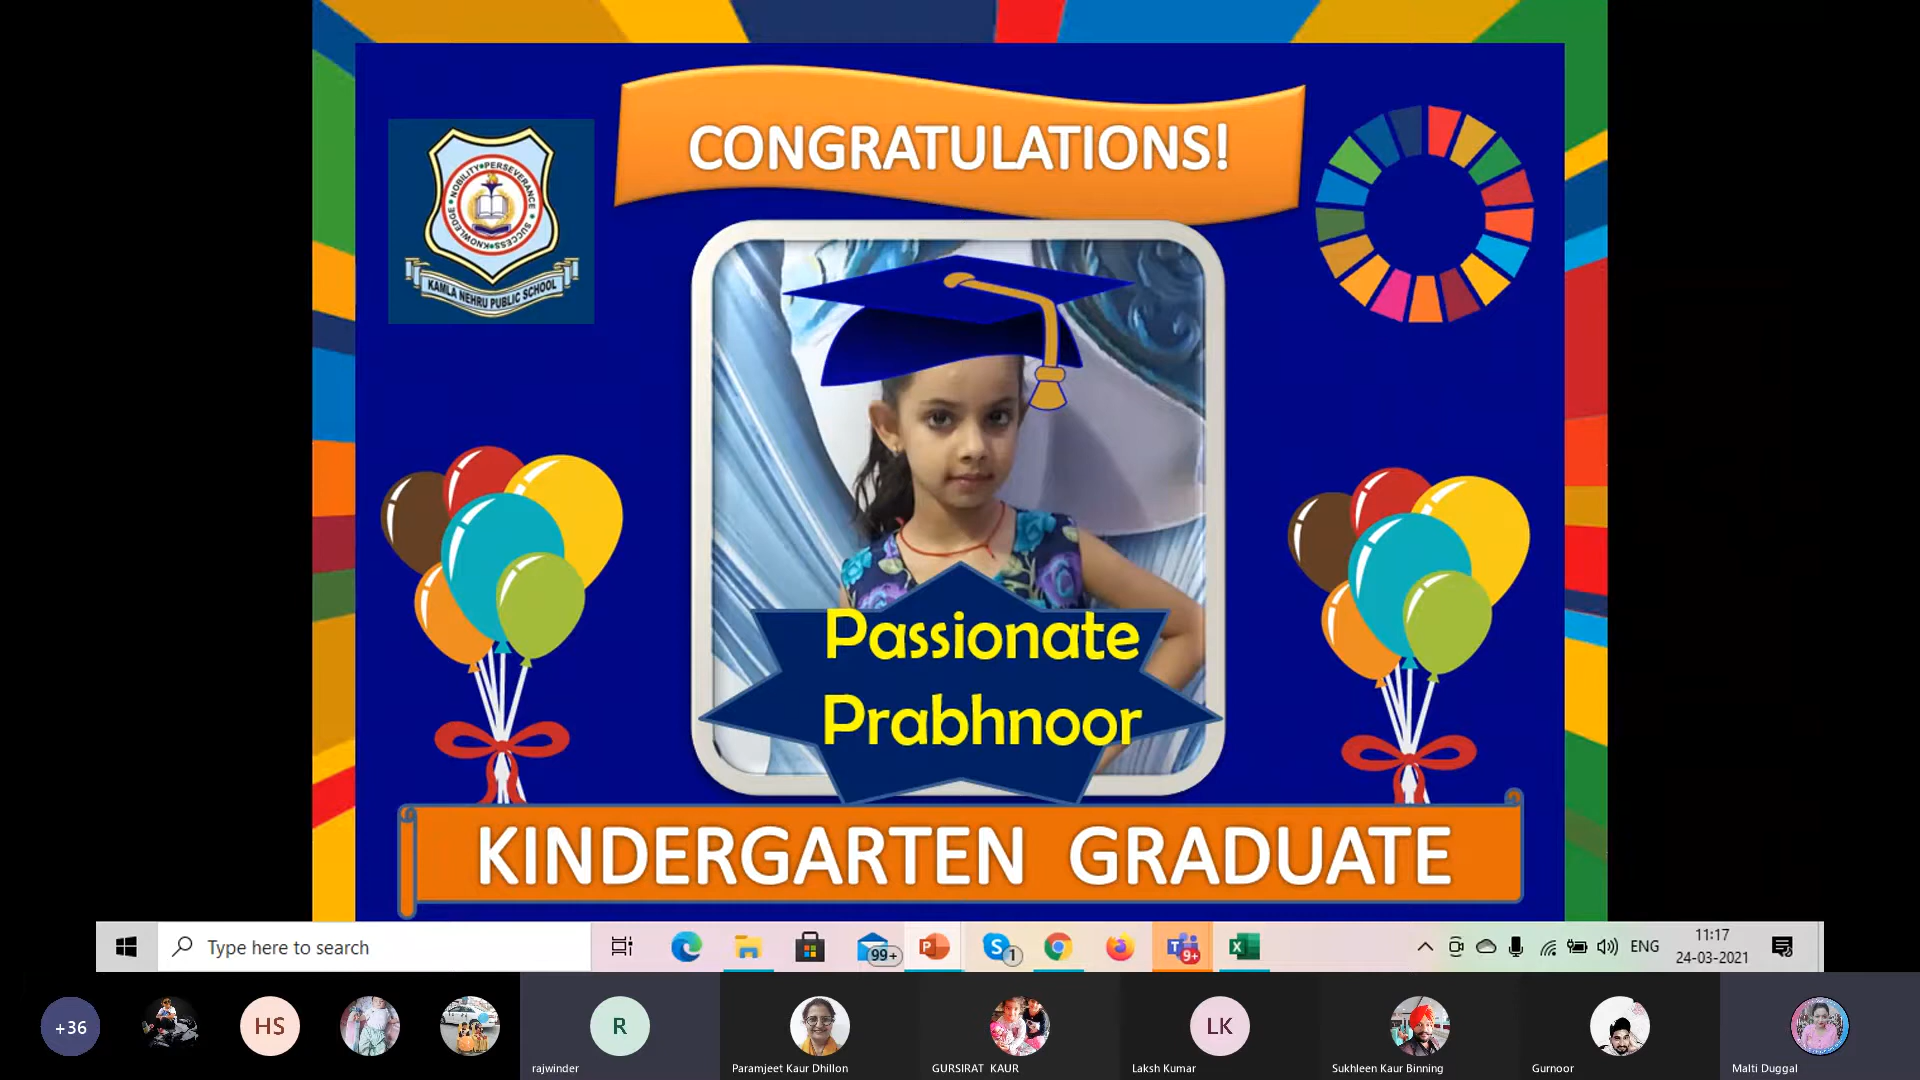 CONGRATULATIONS!
NOBILITY • PERSEVERANCE • SUCCESS • KNOWLEDGE •
KAMLA NEHRU PUBLIC SCHOOL
Passionate
Prabhnoor
KINDERGARTEN GRADUATE
Type here to search
99+
1
9+
ENG
11:17
24-03-2021
+36
HS
R
LK
rajwinder
Paramjeet Kaur Dhillon
GURSIRAT KAUR
Laksh Kumar
Sukhleen Kaur Binning
Gurnoor
Malti Duggal